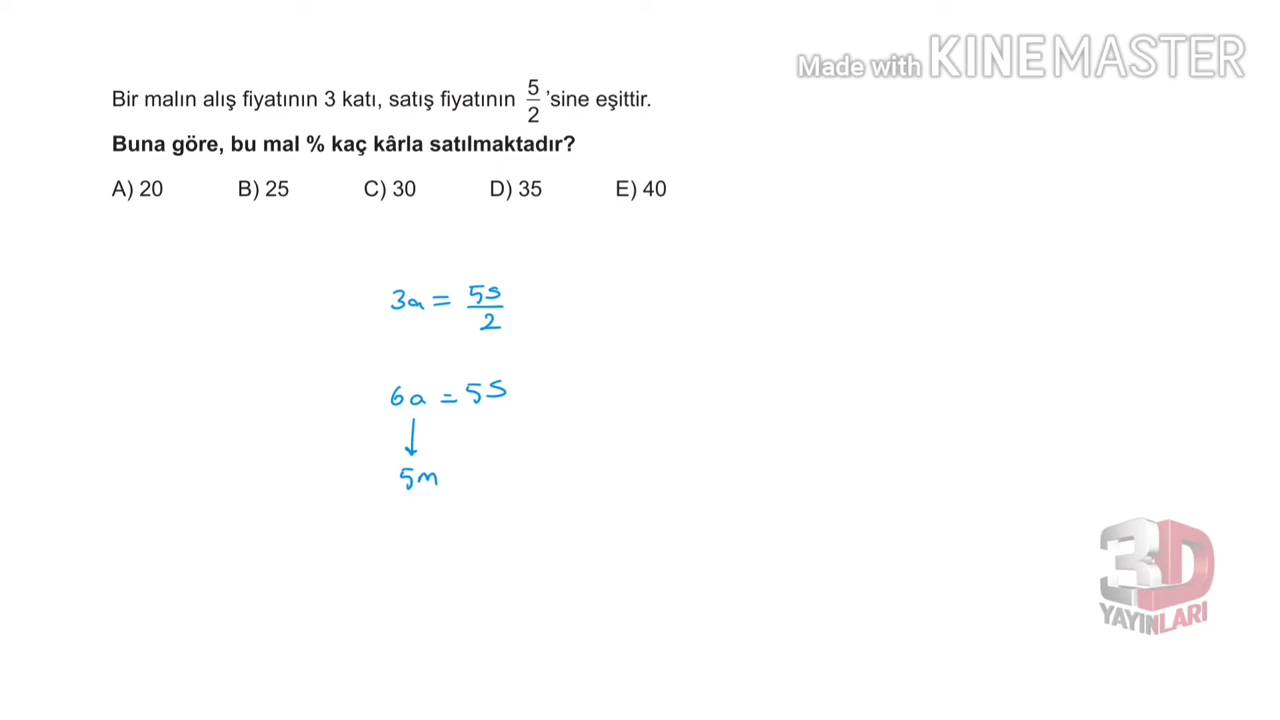 Made with KINEMASTER
Bir malın alış fiyatının 3 katı, satış fiyatının 5/2 'sine eşittir.
Buna göre, bu mal % kaç kârla satılmaktadır?
A) 20 B) 25 C) 30 D) 35 E) 40
3a = 5s/2
6a = 5s
↓
5m
3D
YAYINLARI